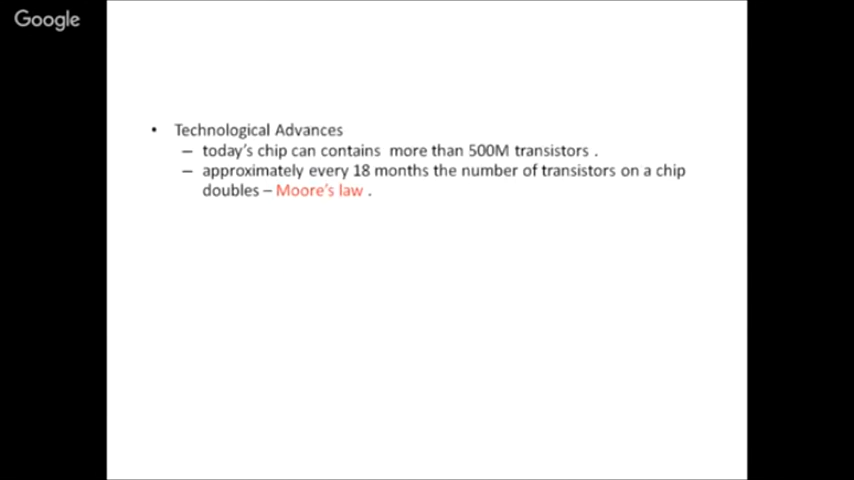 Google
• Technological Advances
– today's chip can contains more than 500M transistors .
– approximately every 18 months the number of transistors on a chip
doubles – Moore's law .